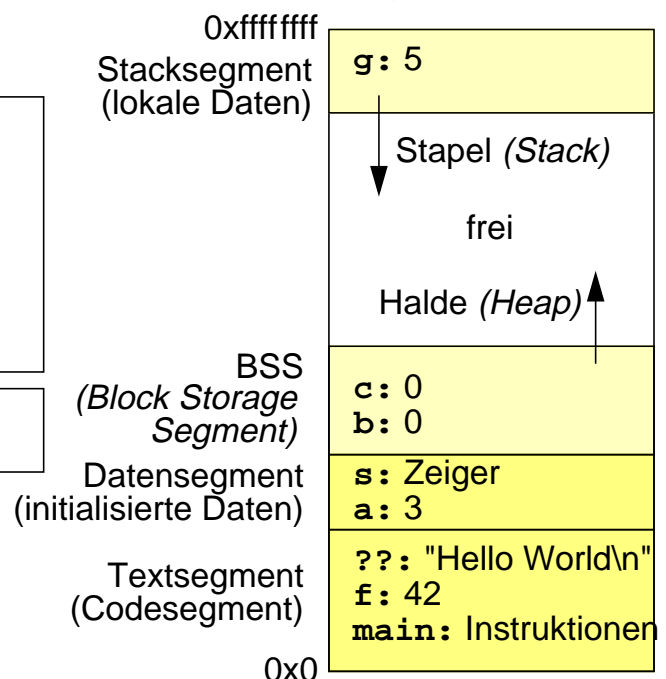 0xffffffff
Stacksegment
(lokale Daten)
g: 5
Stapel (Stack)
frei
Halde (Heap)
BSS
(Block Storage
Segment)
c: 0
b: 0
Datensegment
(initialisierte Daten)
s: Zeiger
a: 3
Textsegment
(Codesegment)
??: "Hello World\n"
f: 42
main: Instruktionen
0x0